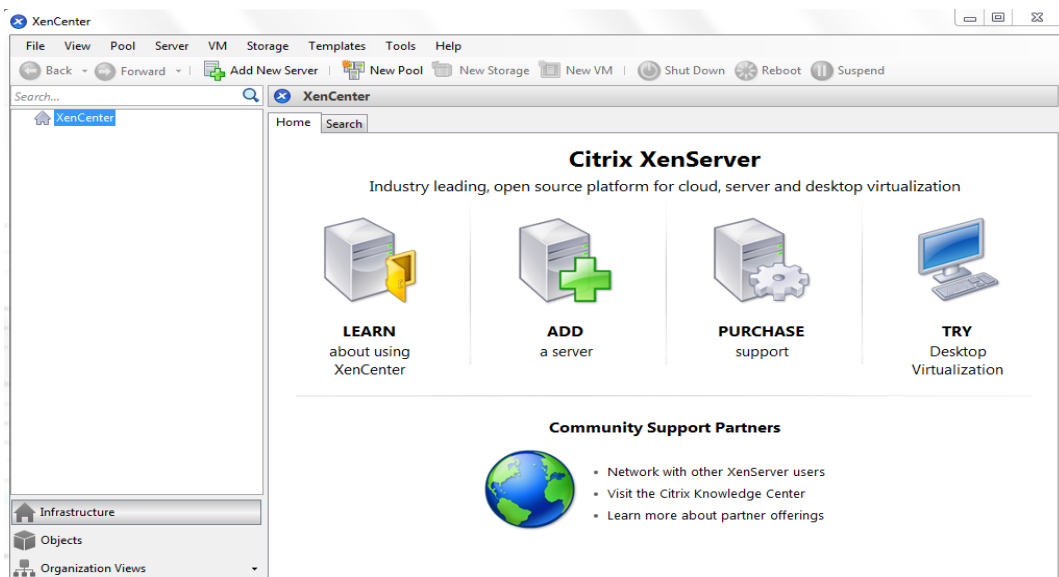 XenCenter
File View Pool Server VM Storage Templates Tools Help
Back Forward Add New Server New Pool New Storage New VM Shut Down Reboot Suspend
Search...
XenCenter
XenCenter
Home Search
Citrix XenServer
Industry leading, open source platform for cloud, server and desktop virtualization
LEARN
about using
XenCenter
ADD
a server
PURCHASE
support
TRY
Desktop
Virtualization
Community Support Partners
Network with other XenServer users
Visit the Citrix Knowledge Center
Learn more about partner offerings
Infrastructure
Objects
Organization Views